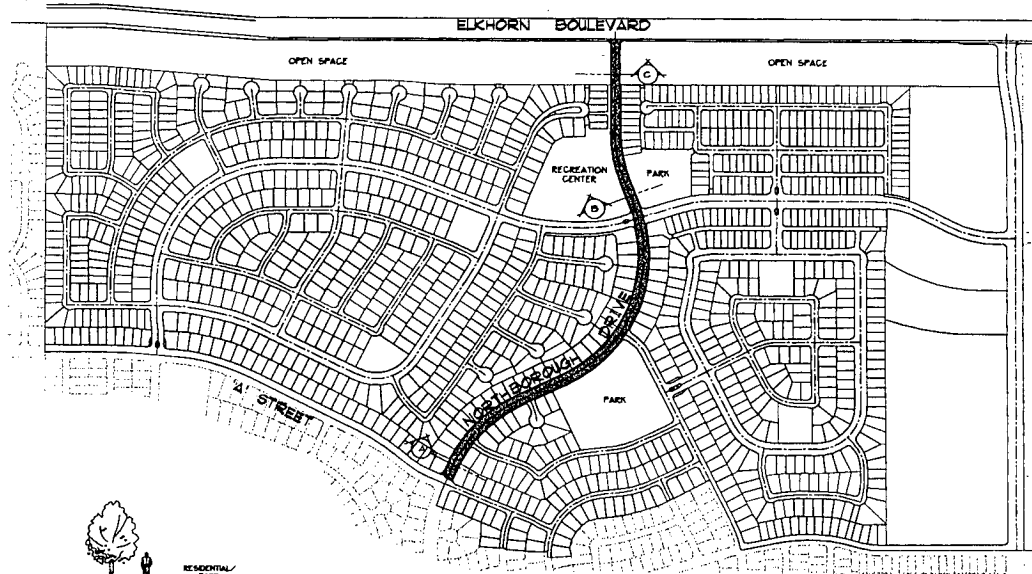 ELKHORN BOULEVARD
OPEN SPACE
OPEN SPACE
C
RECREATION
CENTER
PARK
B
NORTHBOROUGH DRIVE
'A' STREET
PARK
A
RESIDENTIAL/